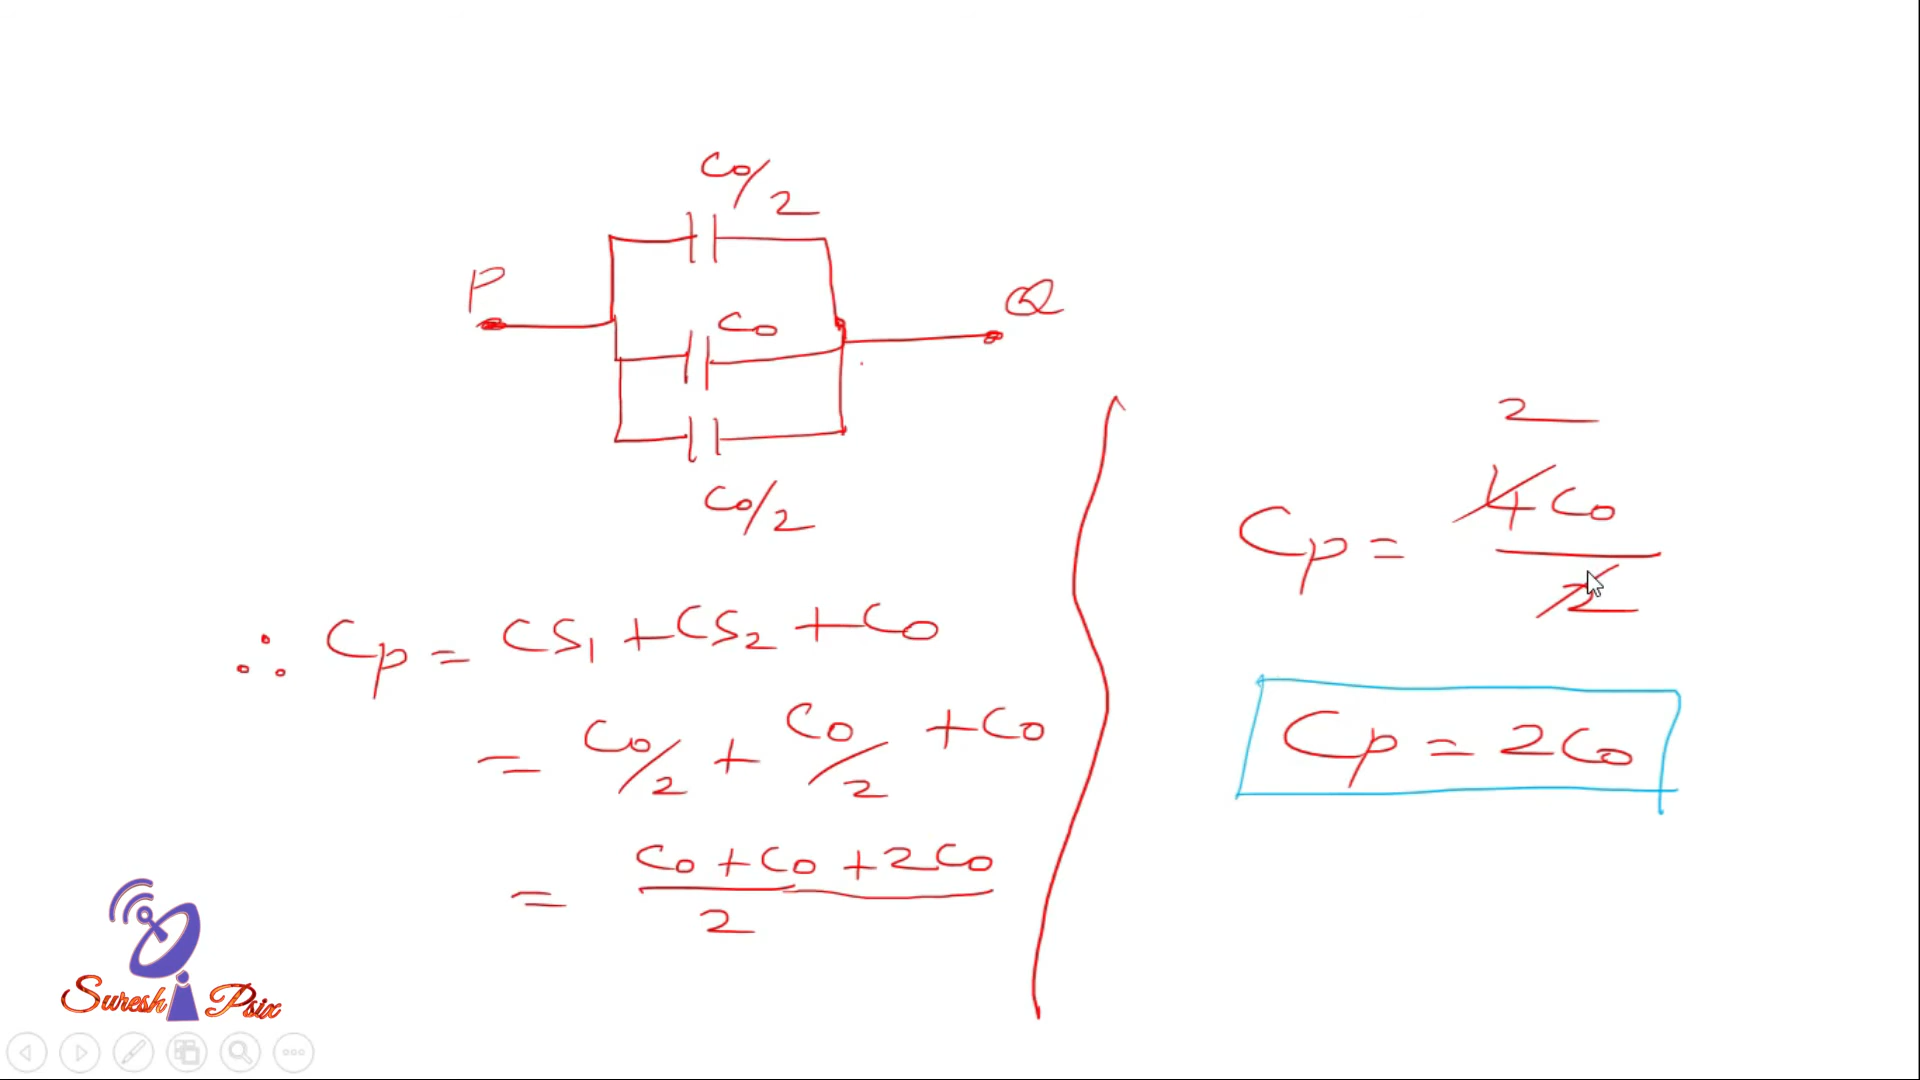 Co/2
P
Co
Q
Co/2
∴ Cp = CS1 + CS2 + Co
= Co/2 + Co/2 + Co
= Co + Co + 2Co
2
2
Cp = 4Co
2
Cp = 2Co
Suresh Psix